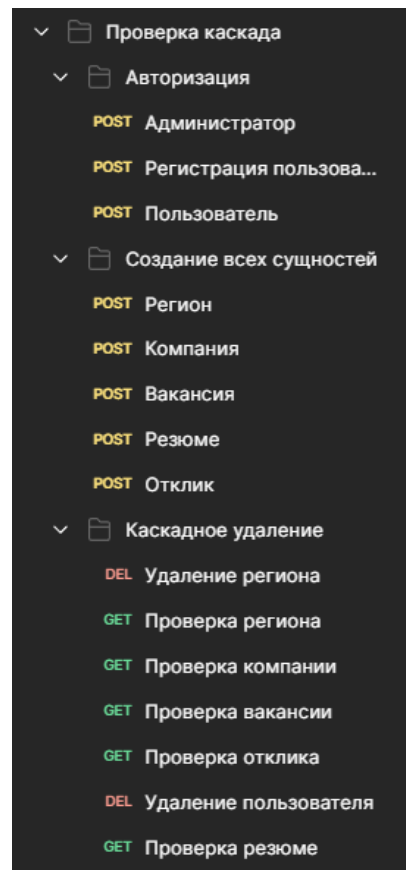 Проверка каскада
Авторизация
POST Администратор
POST Регистрация пользова...
POST Пользователь
Создание всех сущностей
POST Регион
POST Компания
POST Вакансия
POST Резюме
POST Отклик
Каскадное удаление
DEL Удаление региона
GET Проверка региона
GET Проверка компании
GET Проверка вакансии
GET Проверка отклика
DEL Удаление пользователя
GET Проверка резюме